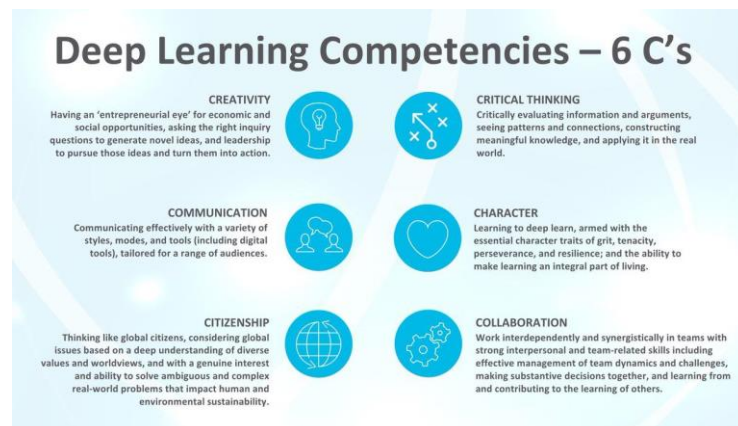 Deep Learning Competencies – 6 C’s
CREATIVITY
Having an ‘entrepreneurial eye’ for economic and
social opportunities, asking the right inquiry
questions to generate novel ideas, and leadership
to pursue those ideas and turn them into action.
CRITICAL THINKING
Critically evaluating information and arguments,
seeing patterns and connections, constructing
meaningful knowledge, and applying it in the real
world.
COMMUNICATION
Communicating effectively with a variety of
styles, modes, and tools (including digital
tools), tailored for a range of audiences.
CHARACTER
Learning to deep learn, armed with the
essential character traits of grit, tenacity,
perseverance, and resilience; and the ability to
make learning an integral part of living.
CITIZENSHIP
Thinking like global citizens, considering global
issues based on a deep understanding of diverse
values and worldviews, and with a genuine interest
and ability to solve ambiguous and complex
real-world problems that impact human and
environmental sustainability.
COLLABORATION
Work interdependently and synergistically in teams with
strong interpersonal and team-related skills including
effective management of team dynamics and challenges,
making substantive decisions together, and learning from
and contributing to the learning of others.